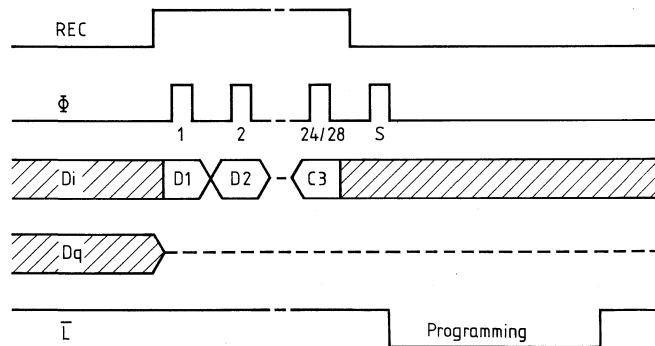 REC
Φ
1 2 24/28 S
Di D1 D2 C3
Dq
L̅ Programming